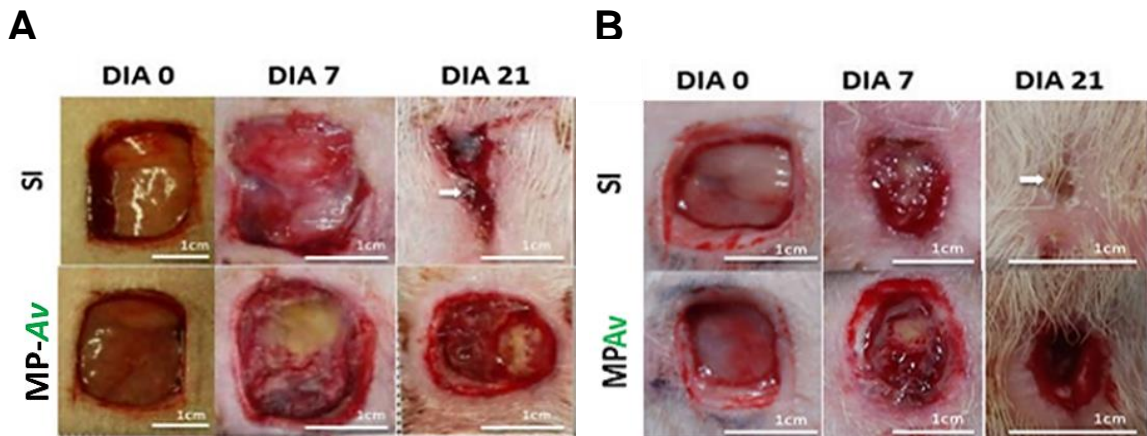 A
DIA 0 DIA 7 DIA 21
SI
1cm 1cm 1cm
MP-Av
1cm 1cm 1cm
B
DIA 0 DIA 7 DIA 21
SI
1cm 1cm 1cm
MPAv
1cm 1cm 1cm